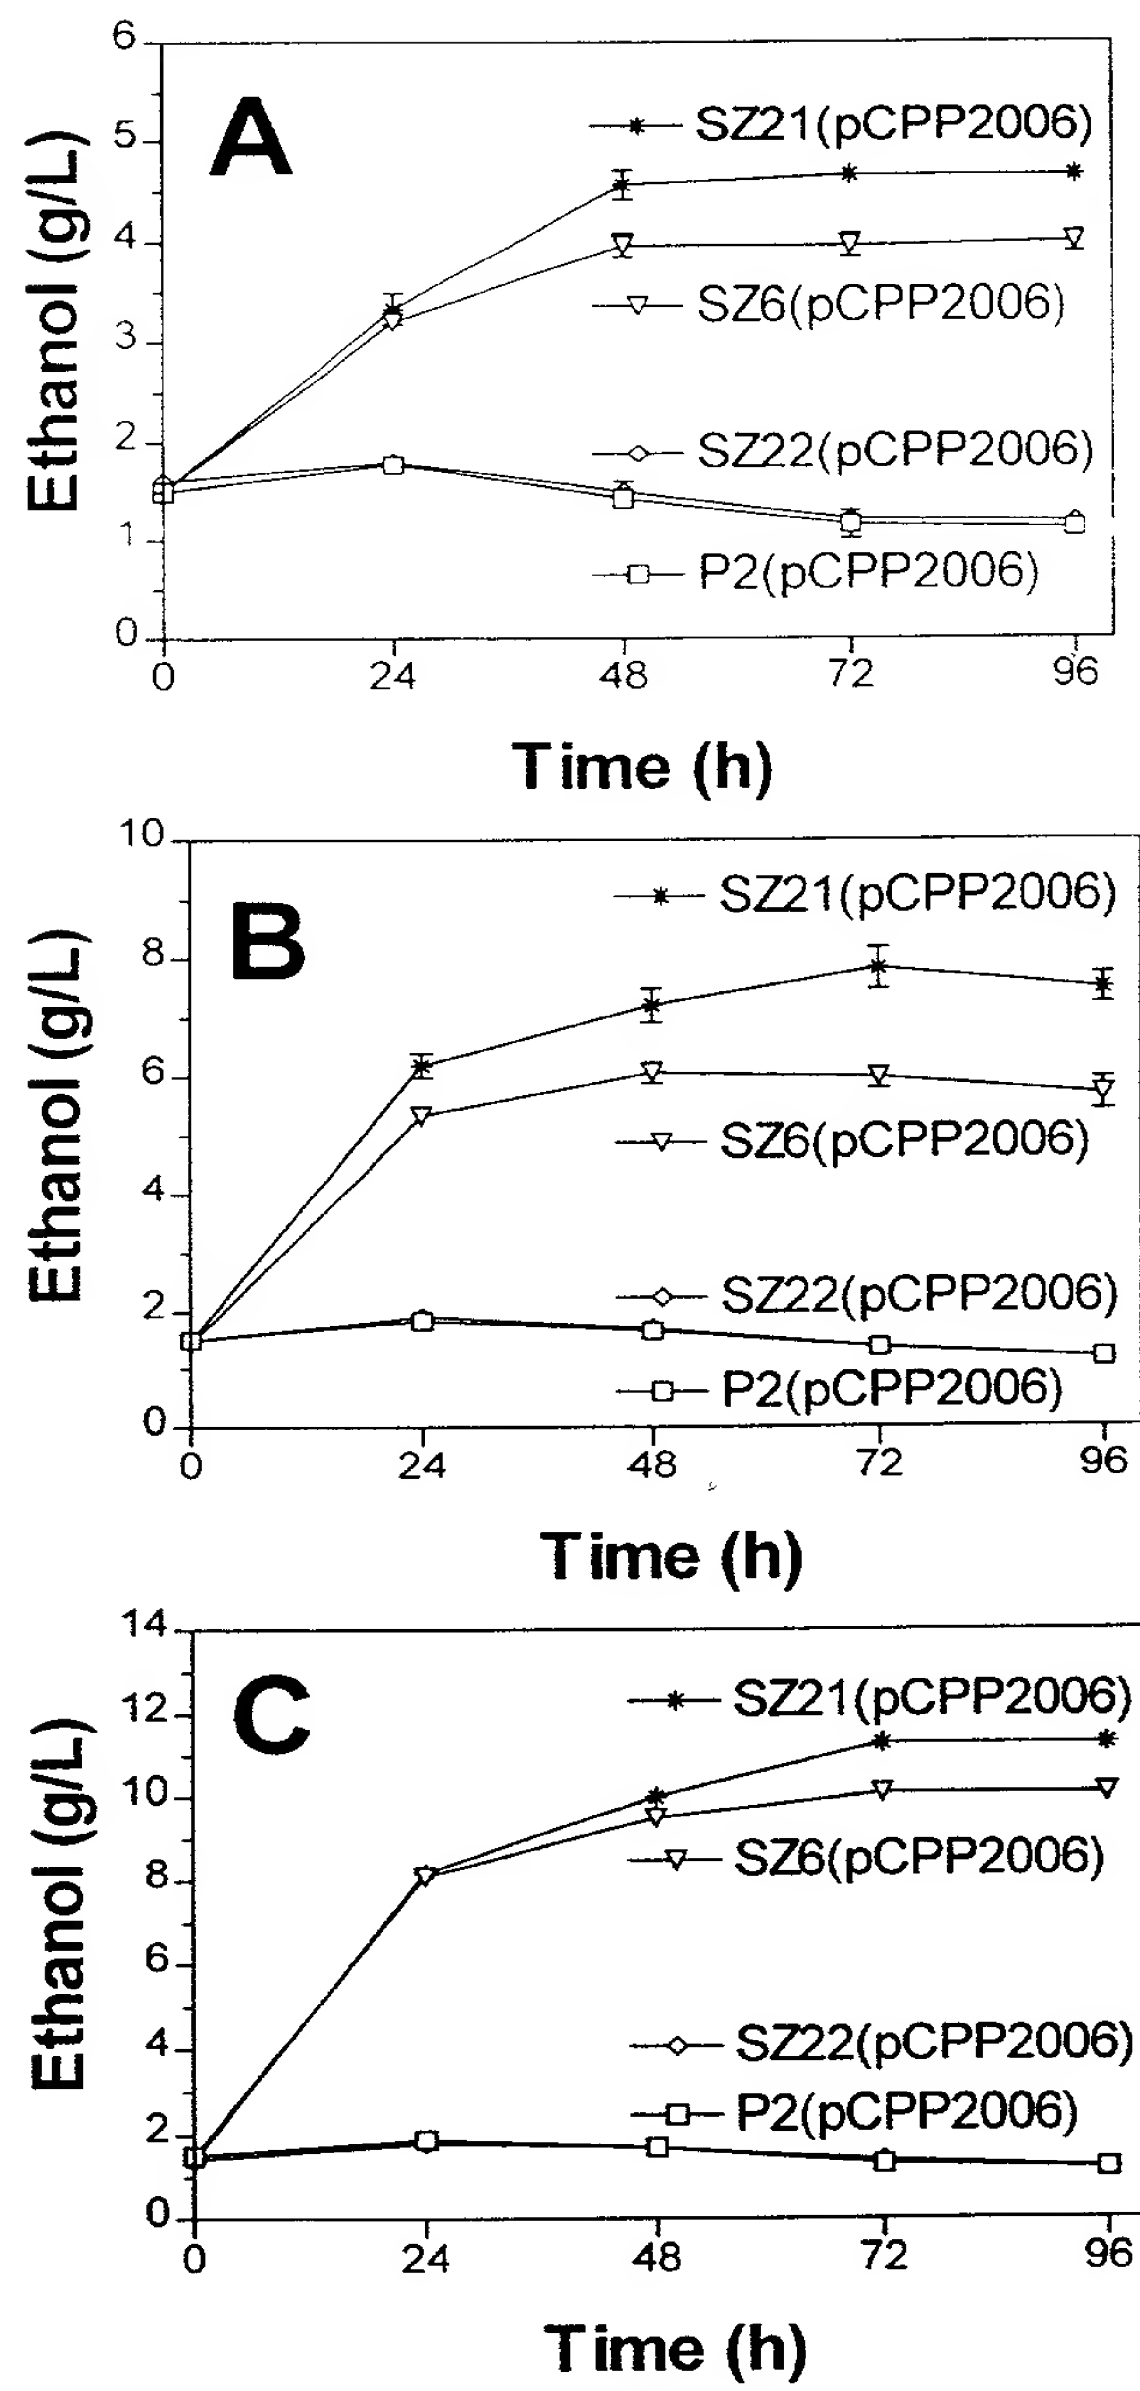 6
A
SZ21(pCPP2006)
5
4
SZ6(pCPP2006)
3
2
SZ22(pCPP2006)
1
P2(pCPP2006)
0
Ethanol (g/L)
0 24 48 72 96
Time (h)
10
B
SZ21(pCPP2006)
8
6
SZ6(pCPP2006)
4
SZ22(pCPP2006)
2
P2(pCPP2006)
0
Ethanol (g/L)
0 24 48 72 96
Time (h)
14
C
SZ21(pCPP2006)
12
10
SZ6(pCPP2006)
8
6
4
SZ22(pCPP2006)
P2(pCPP2006)
2
0
Ethanol (g/L)
0 24 48 72 96
Time (h)